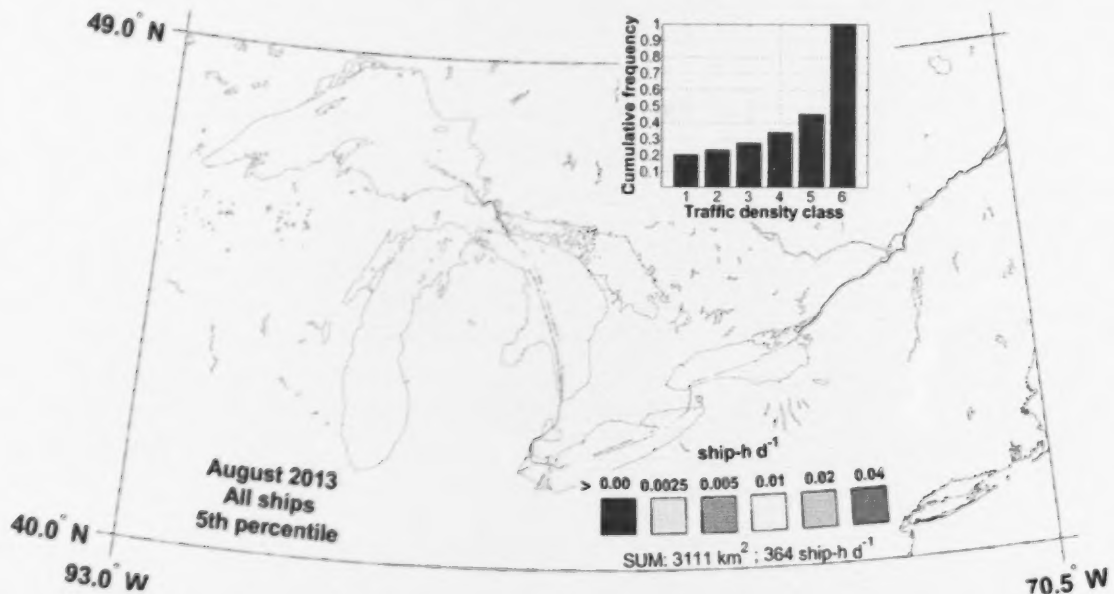 49.0° N
Cumulative frequency
1
0.9
0.8
0.7
0.6
0.5
0.4
0.3
0.2
0.1
1 2 3 4 5 6
Traffic density class
August 2013
All ships
5th percentile
ship-h d⁻¹
> 0.00 0.0025 0.005 0.01 0.02 0.04
SUM: 3111 km² ; 364 ship-h d⁻¹
40.0° N
93.0° W
70.5° W